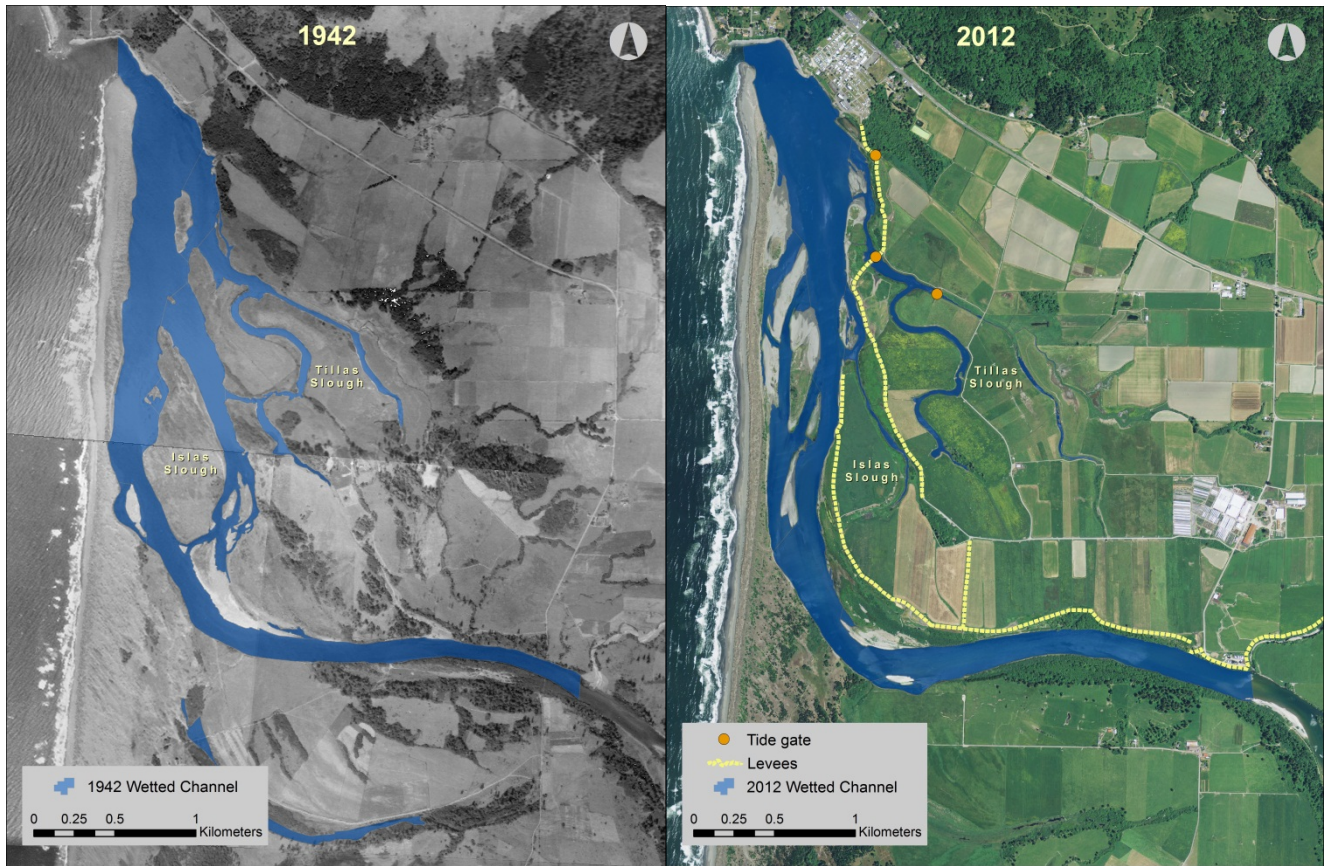 1942
Tillas
Slough
Islas
Slough
1942 Wetted Channel
0 0.25 0.5 1
Kilometers
2012
Tillas
Slough
Islas
Slough
Tide gate
Levees
2012 Wetted Channel
0 0.25 0.5 1
Kilometers